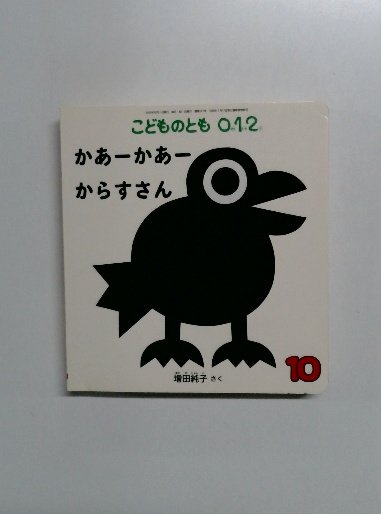 こどものとも 0.1.2.
かあーかあー
からすさん
増田純子 さく
10